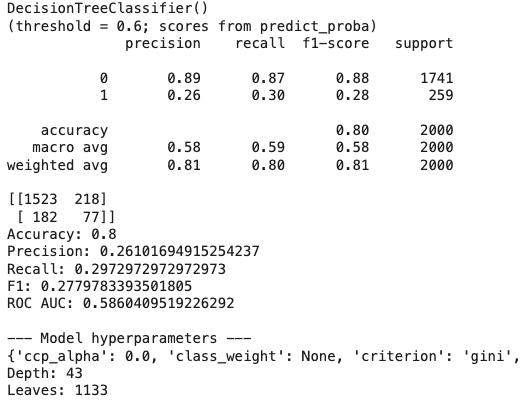 DecisionTreeClassifier()
(threshold = 0.6; scores from predict_proba)
precision recall f1-score support
0 0.89 0.87 0.88 1741
1 0.26 0.30 0.28 259
accuracy 0.80 2000
macro avg 0.58 0.59 0.58 2000
weighted avg 0.81 0.80 0.81 2000
[[1523 218]
[ 182 77]]
Accuracy: 0.8
Precision: 0.26101694915254237
Recall: 0.2972972972972973
F1: 0.2779783393501805
ROC AUC: 0.5860409519226292
--- Model hyperparameters ---
{'ccp_alpha': 0.0, 'class_weight': None, 'criterion': 'gini',
Depth: 43
Leaves: 1133